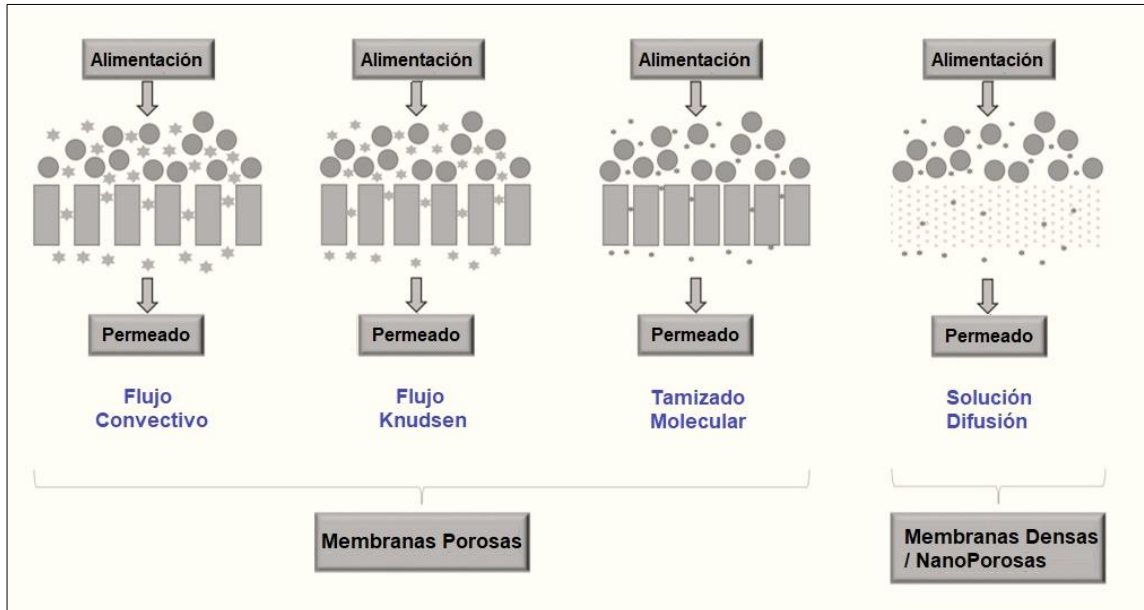 Alimentación
Alimentación
Alimentación
Alimentación
Permeado
Permeado
Permeado
Permeado
Flujo
Convectivo
Flujo
Knudsen
Tamizado
Molecular
Solución
Difusión
Membranas Porosas
Membranas Densas
/ NanoPorosas